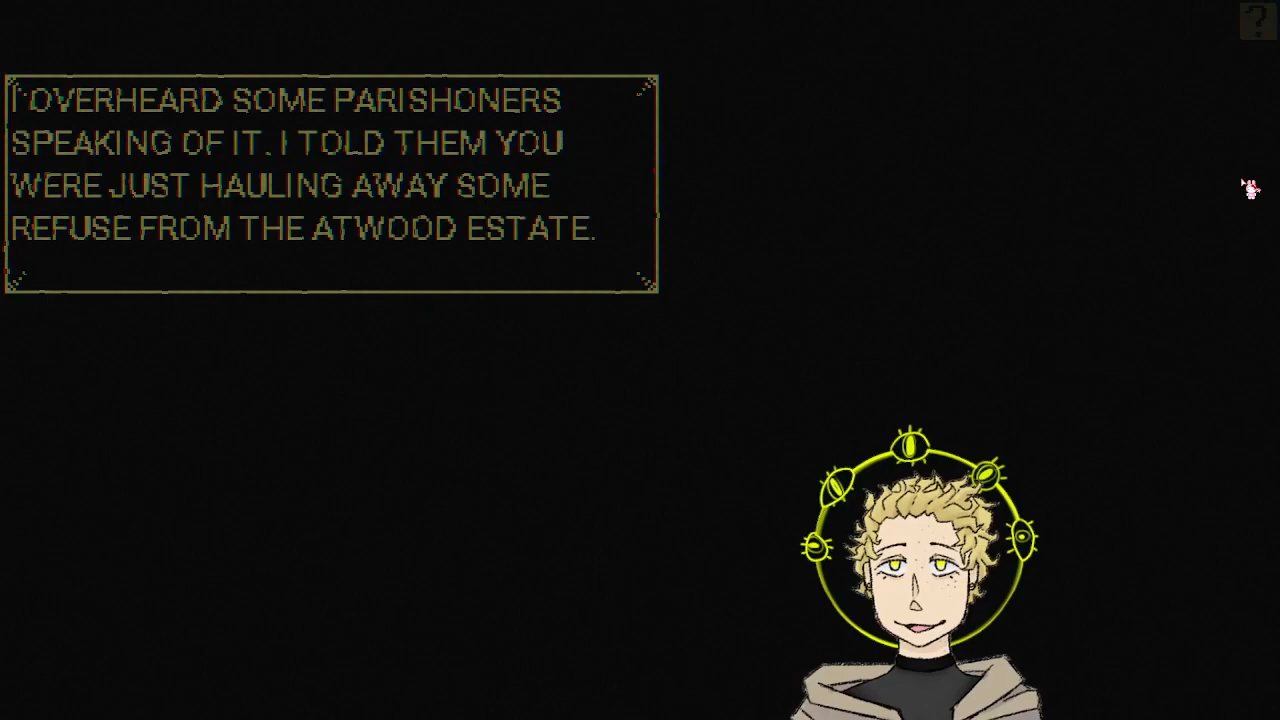 I OVERHEARD SOME PARISHONERS
SPEAKING OF IT. I TOLD THEM YOU
WERE JUST HAULING AWAY SOME
REFUSE FROM THE ATWOOD ESTATE.
?